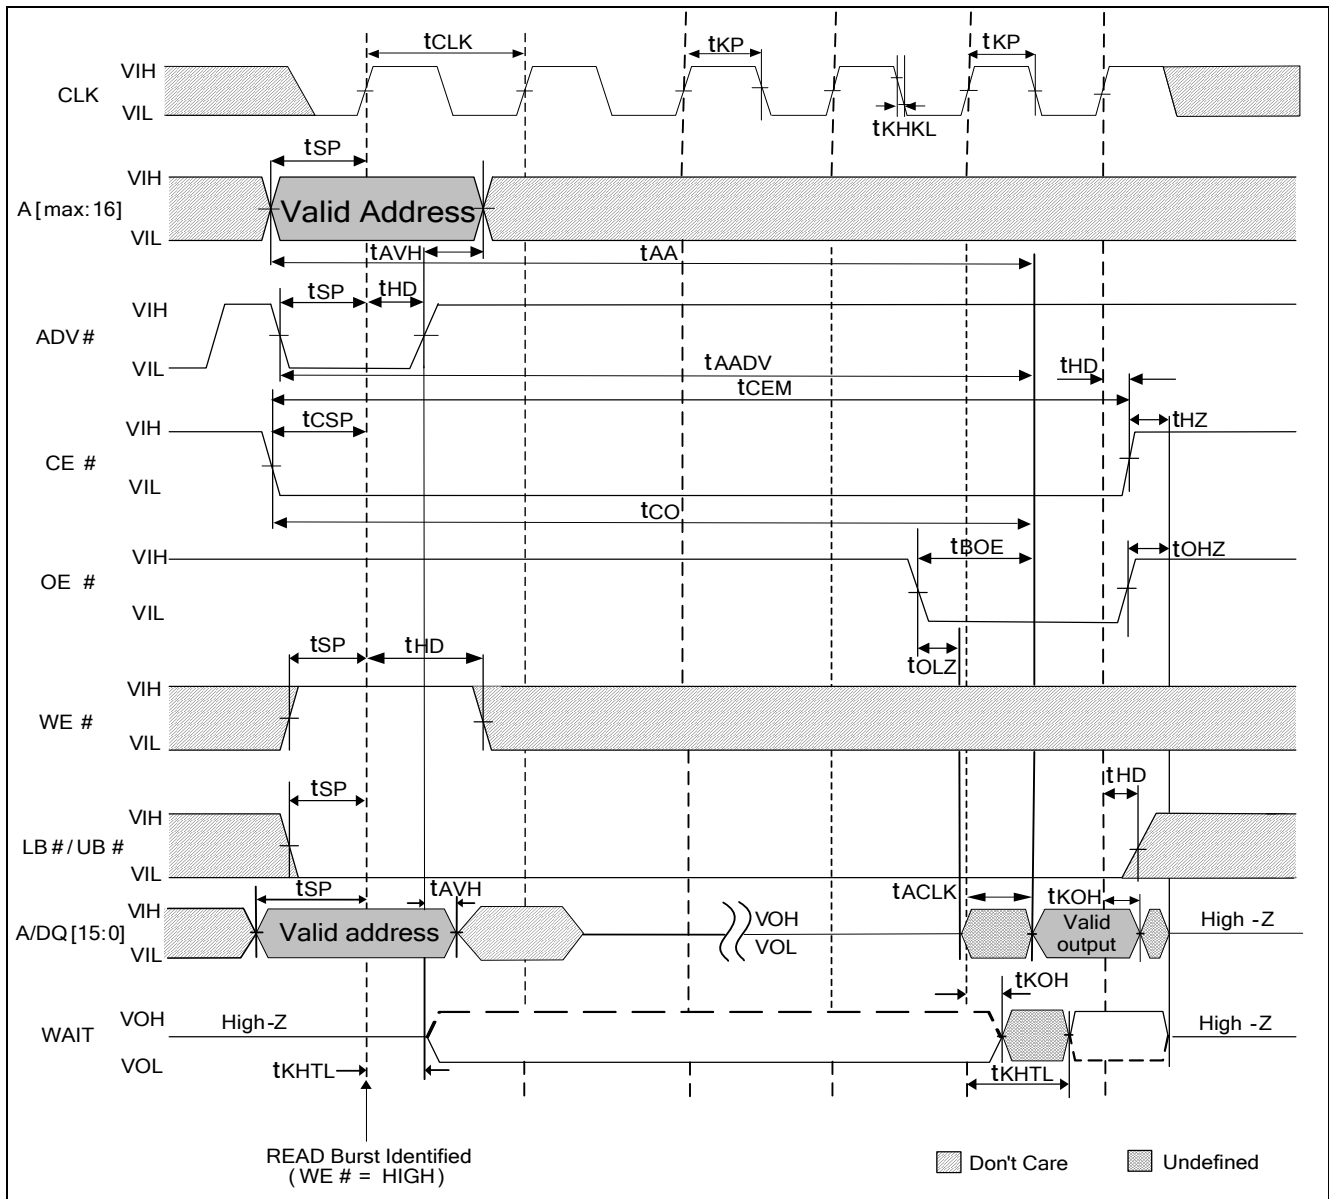 tCLK
tKP
tKP
VIH
CLK
VIL
tKHKL
tSP
VIH
A[max:16]
Valid Address
VIL
tAVH
tAA
tSP
tHD
VIH
ADV#
VIL
tAADV
tHD
tCEM
tCSP
tHZ
VIH
CE #
VIL
tCO
tBOE
tOHZ
VIH
OE #
VIL
tSP
tHD
tOLZ
VIH
WE #
VIL
tSP
tHD
VIH
LB#/UB#
VIL
tSP
tAVH
tACLK
tKOH
VIH
A/DQ[15:0]
Valid address
VOH
VOL
Valid output
High -Z
VIL
tKOH
VOH
WAIT
High-Z
High -Z
VOL
tKHTL
tKHTL
READ Burst Identified
(WE # = HIGH)
Don't Care
Undefined